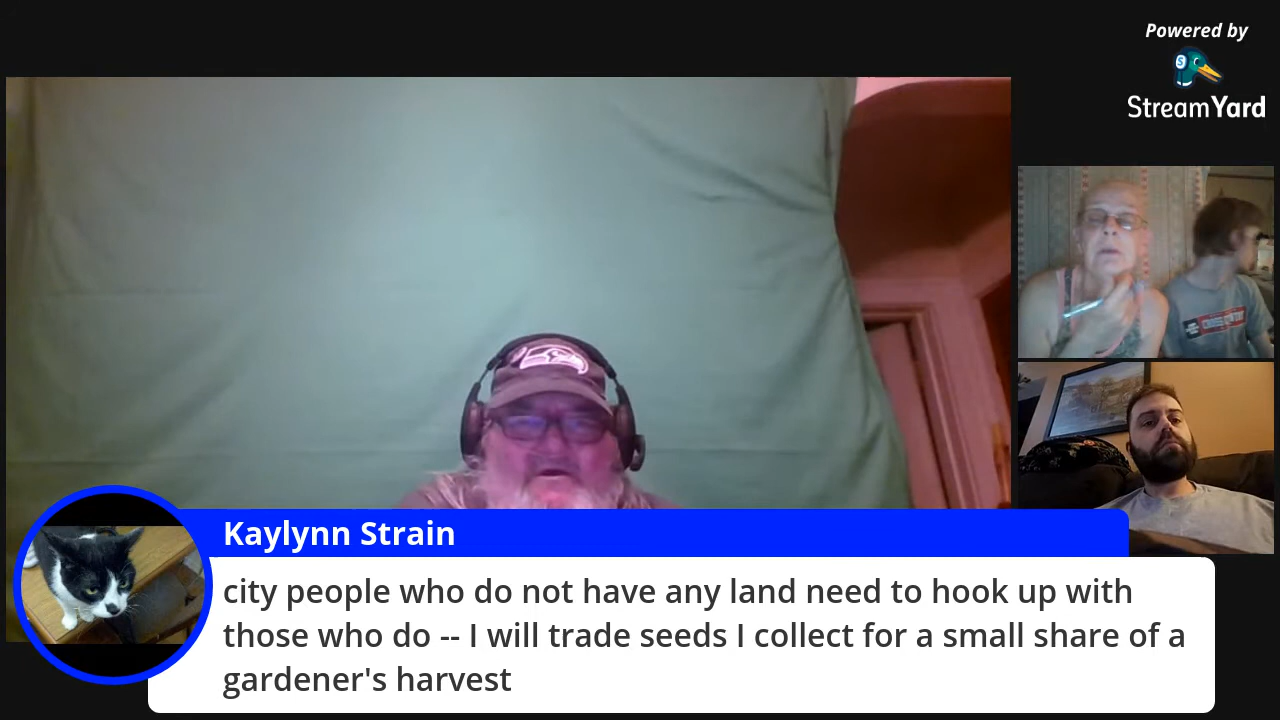 Powered by
StreamYard
Kaylynn Strain
city people who do not have any land need to hook up with
those who do -- I will trade seeds I collect for a small share of a
gardener's harvest